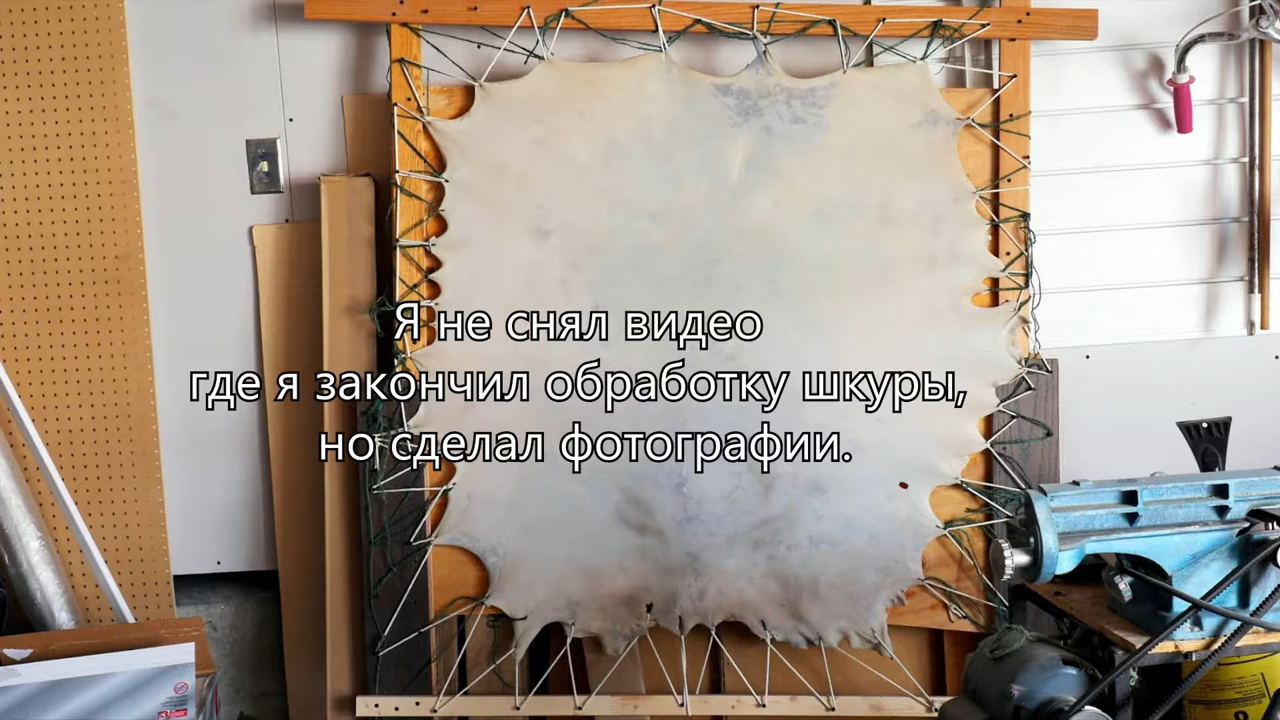 Я не снял видео
где я закончил обработку шкуры,
но сделал фотографии.